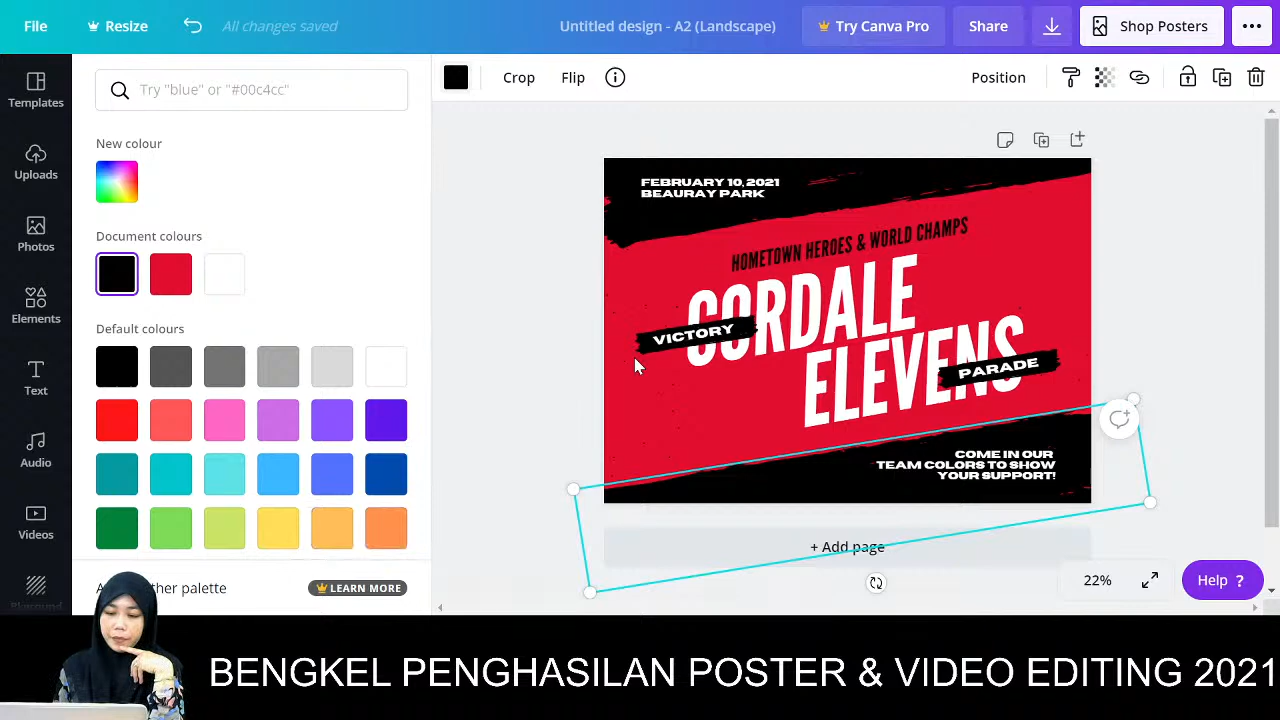 File
Resize
All changes saved
Untitled design - A2 (Landscape)
Try Canva Pro
Share
Shop Posters
Templates
Uploads
Photos
Elements
Text
Audio
Videos
Try "blue" or "#00c4cc"
New colour
Document colours
Default colours
LEARN MORE
Crop
Flip
Position
FEBRUARY 10, 2021
BEAURAY PARK
HOMETOWN HEROES & WORLD CHAMPS
CORDALE
VICTORY
ELEVENS
PARADE
COME IN OUR
TEAM COLORS TO SHOW
YOUR SUPPORT!
+ Add page
22%
Help ?
BENGKEL PENGHASILAN POSTER & VIDEO EDITING 2021